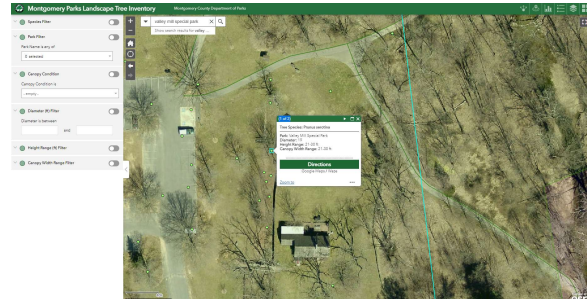 Montgomery Parks Landscape Tree Inventory
Montgomery County Department of Parks
Species Filter
Park Filter
Park Name is any of
0 selected
Canopy Condition
Canopy Condition is
- empty -
Diameter (ft) Filter
Diameter is between
and
Height Range (ft) Filter
Canopy Width Range Filter
valley mill special park
Show search results for valley ...
(1 of 2)
Tree Species: Prunus serotina
Park: Valley Mill Special Park
Height Range: 21-30 ft
Canopy Width Range: 21-30 ft
Directions
Google Maps / Waze
Zoom to